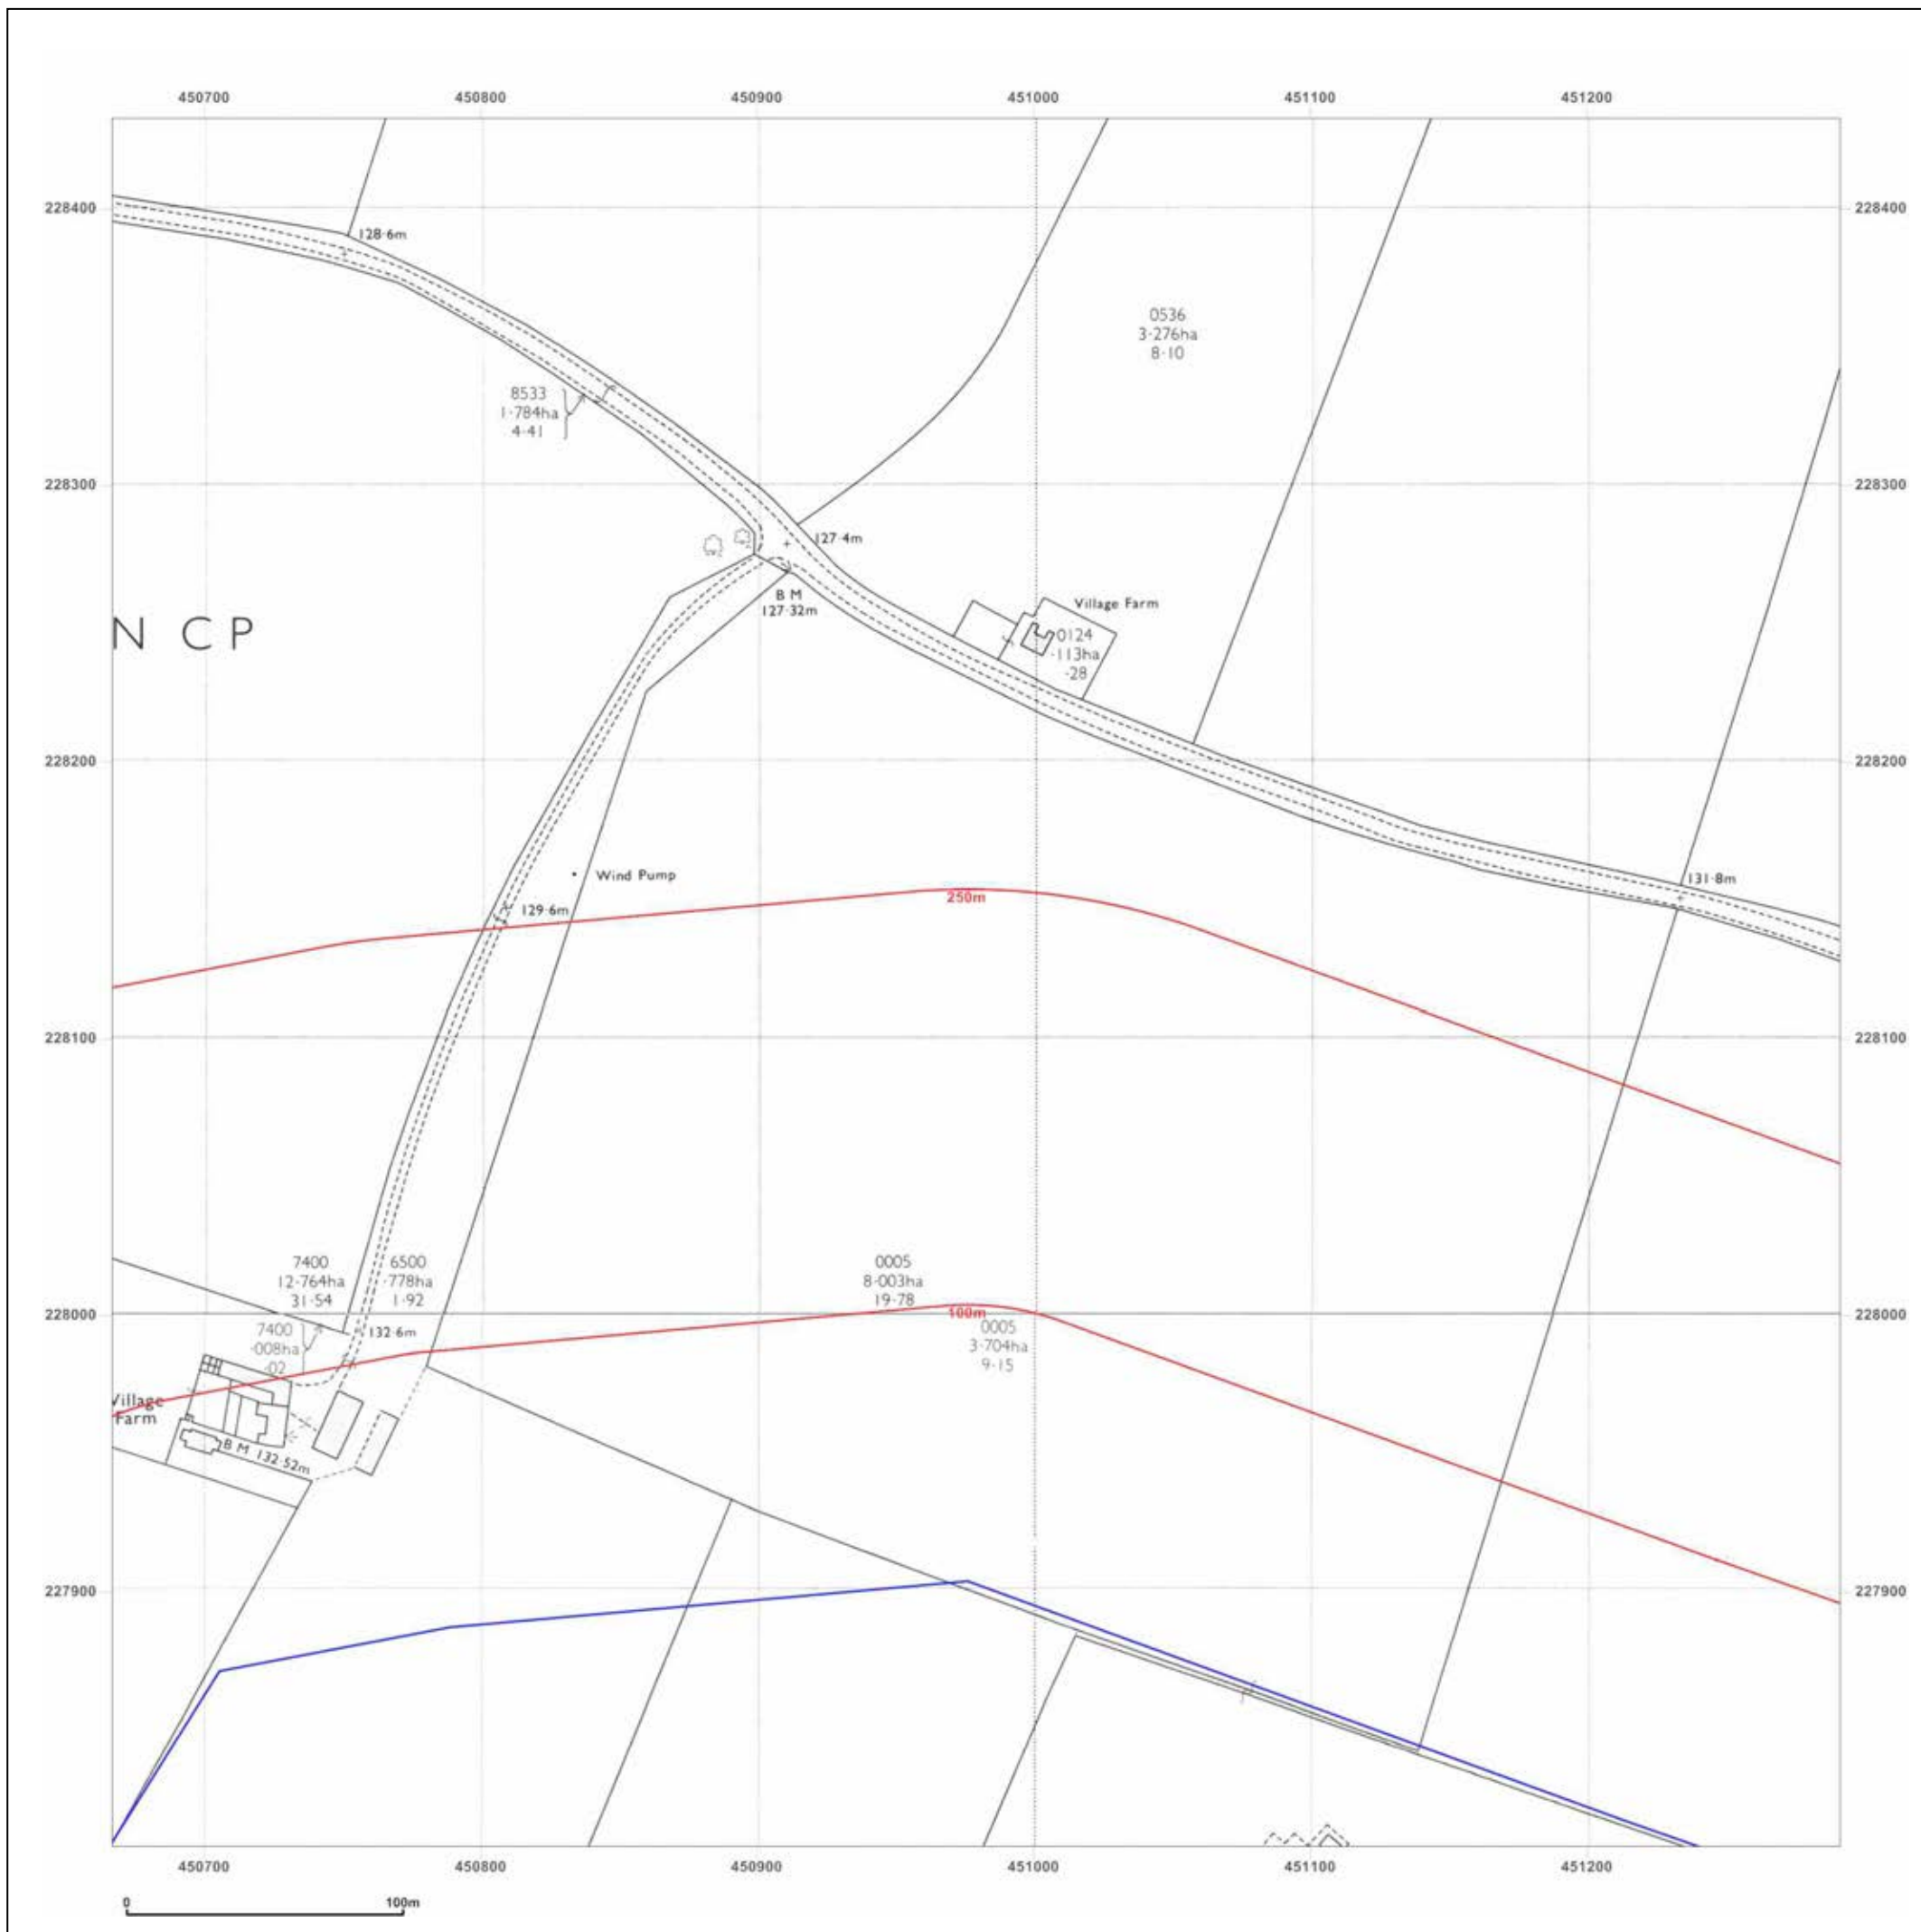 450700 450800 450900 451000 451100 451200
228400 228400
128·6m
0536
3·276ha
8·10
8533
1·784ha
4·41
228300 228300
127·4m
B M
127·32m
Village Farm
N CP
0124
·113ha
·28
228200 228200
131·8m
Wind Pump
250m
129·6m
228100 228100
7400
12·764ha
31·54
6500
·778ha
1·92
0005
8·003ha
19·78
228000 228000
100m
7400
·008ha
·02
132·6m
0005
3·704ha
9·15
Village
Farm
B M 132·52m
227900 227900
450700 450800 450900 451000 451100 451200
0 100m